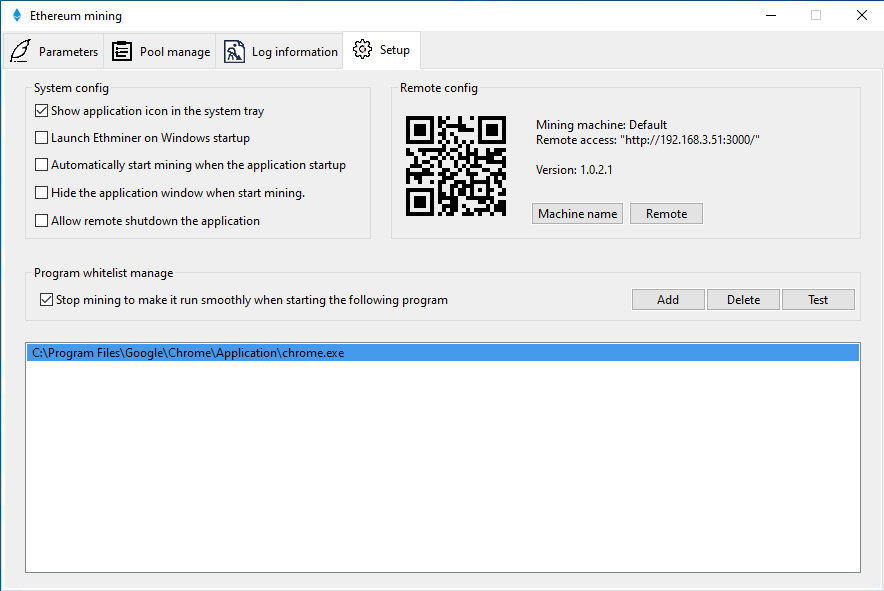 Ethereum mining
Parameters
Pool manage
Log information
Setup
System config
Show application icon in the system tray
Launch Ethminer on Windows startup
Automatically start mining when the application startup
Hide the application window when start mining.
Allow remote shutdown the application
Remote config
Mining machine: Default
Remote access: "http://192.168.3.51:3000/"
Version: 1.0.2.1
Machine name
Remote
Program whitelist manage
Stop mining to make it run smoothly when starting the following program
Add
Delete
Test
C:\Program Files\Google\Chrome\Application\chrome.exe